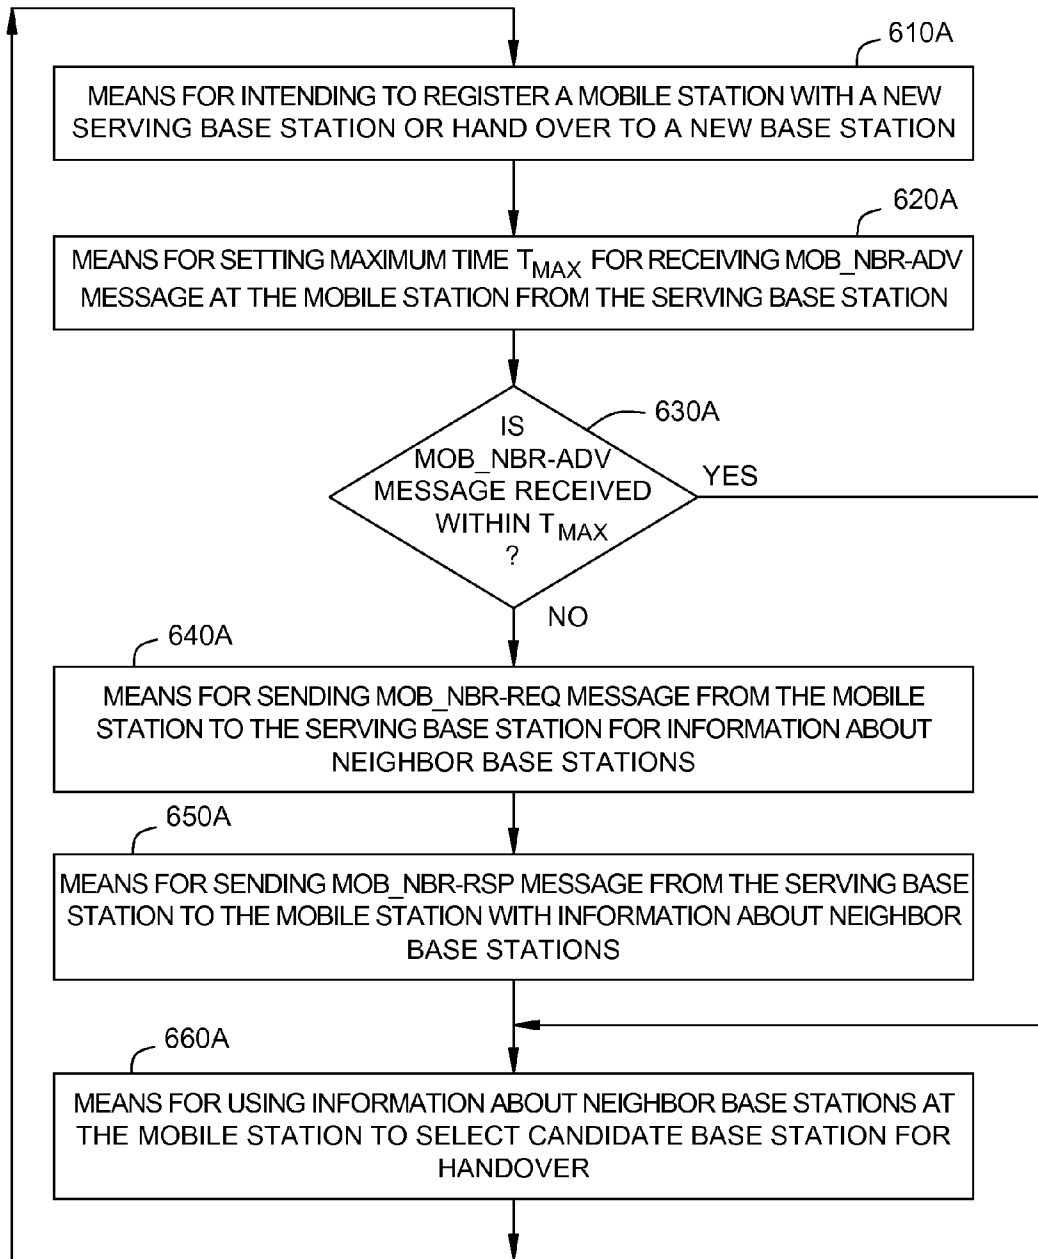 610A
MEANS FOR INTENDING TO REGISTER A MOBILE STATION WITH A NEW
SERVING BASE STATION OR HAND OVER TO A NEW BASE STATION
620A
MEANS FOR SETTING MAXIMUM TIME TMAX FOR RECEIVING MOB_NBR-ADV
MESSAGE AT THE MOBILE STATION FROM THE SERVING BASE STATION
630A
IS
MOB_NBR-ADV
MESSAGE RECEIVED
WITHIN TMAX
?
YES
NO
640A
MEANS FOR SENDING MOB_NBR-REQ MESSAGE FROM THE MOBILE
STATION TO THE SERVING BASE STATION FOR INFORMATION ABOUT
NEIGHBOR BASE STATIONS
650A
MEANS FOR SENDING MOB_NBR-RSP MESSAGE FROM THE SERVING BASE
STATION TO THE MOBILE STATION WITH INFORMATION ABOUT NEIGHBOR
BASE STATIONS
660A
MEANS FOR USING INFORMATION ABOUT NEIGHBOR BASE STATIONS AT
THE MOBILE STATION TO SELECT CANDIDATE BASE STATION FOR
HANDOVER